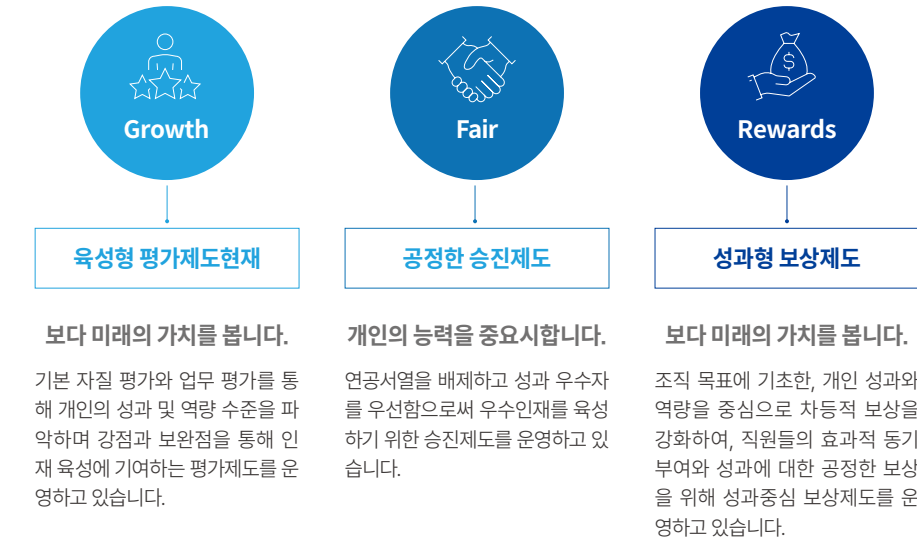 Growth
육성형 평가제도현재
보다 미래의 가치를 봅니다.
기본 자질 평가와 업무 평가를 통
해 개인의 성과 및 역량 수준을 파
악하며 강점과 보완점을 통해 인
재 육성에 기여하는 평가제도를 운
영하고 있습니다.
Fair
공정한 승진제도
개인의 능력을 중요시합니다.
연공서열을 배제하고 성과 우수자
를 우선함으로써 우수인재를 육성
하기 위한 승진제도를 운영하고 있
습니다.
$
Rewards
성과형 보상제도
보다 미래의 가치를 봅니다.
조직 목표에 기초한, 개인 성과와
역량을 중심으로 차등적 보상을
강화하여, 직원들의 효과적 동기
부여와 성과에 대한 공정한 보상
을 위해 성과중심 보상제도를 운
영하고 있습니다.